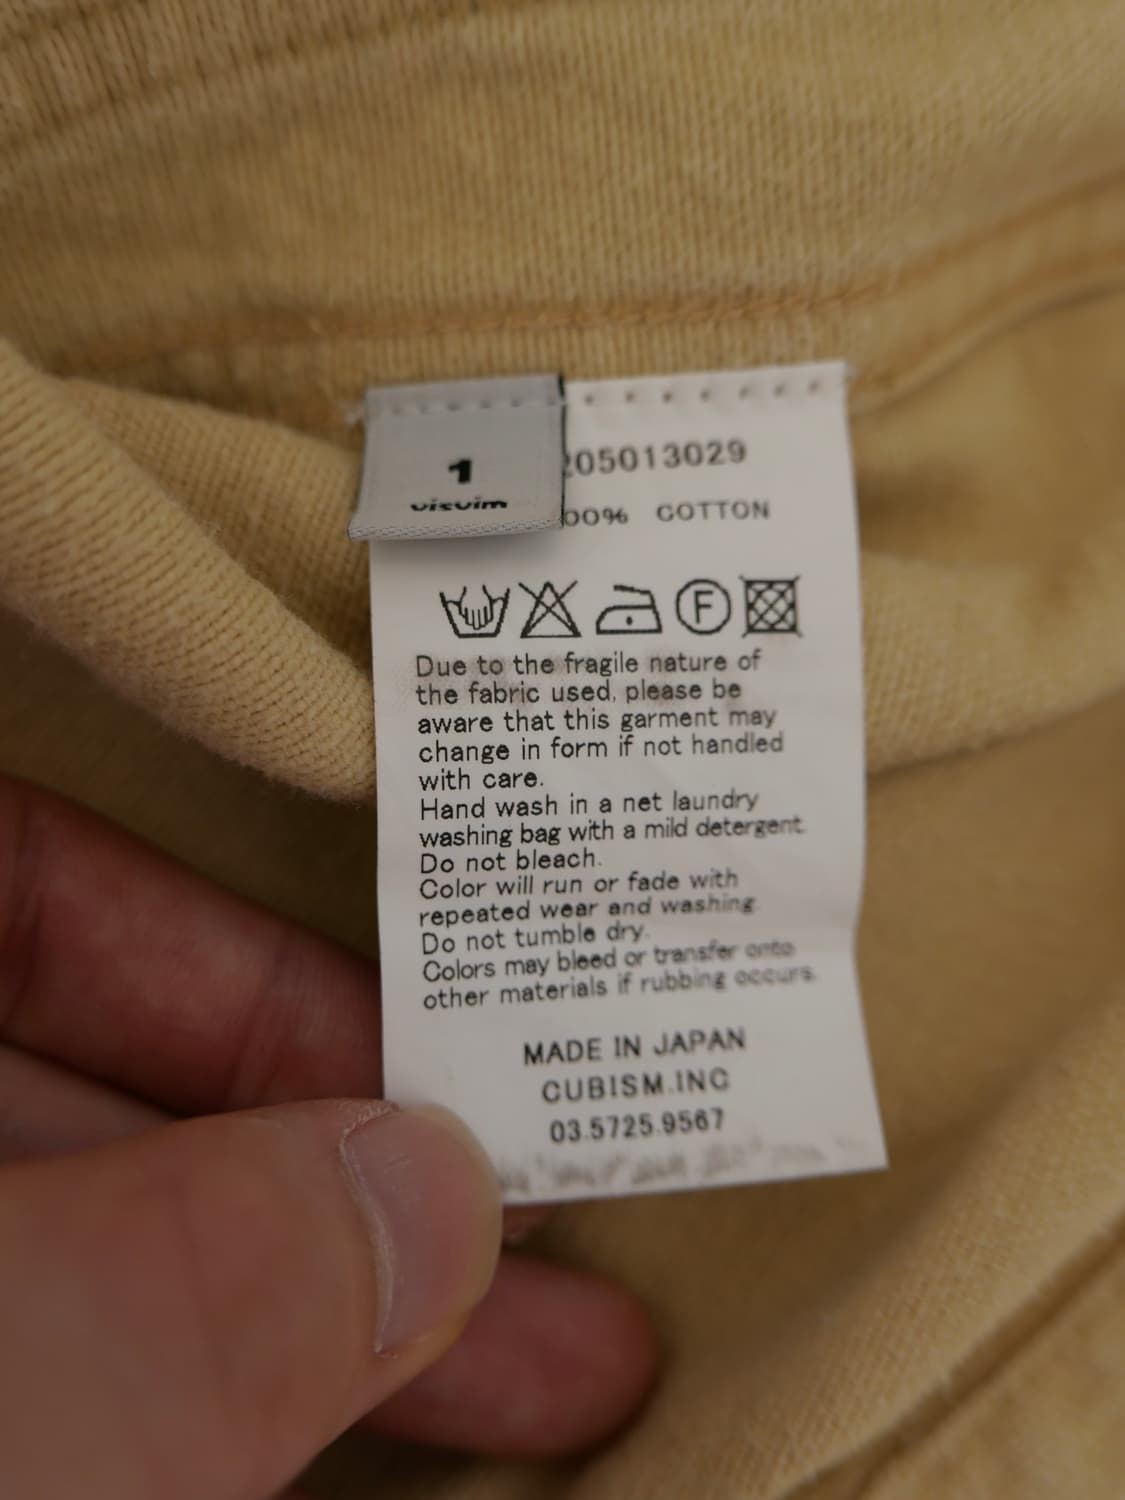 1
visvim
205013029
00% COTTON
F
Due to the fragile nature of
the fabric used, please be
aware that this garment may
change in form if not handled
with care.
Hand wash in a net laundry
washing bag with a mild detergent.
Do not bleach.
Color will run or fade with
repeated wear and washing.
Do not tumble dry.
Colors may bleed or transfer onto
other materials if rubbing occurs.
MADE IN JAPAN
CUBISM.INC
03.5725.9567